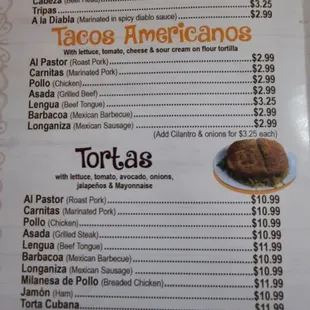 Cabeza (Beef Head) $3.25
Tripas $3.25
A la Diabla (Marinated in spicy diablo sauce) $2.99
Tacos Americanos
With lettuce, tomato, cheese & sour cream on flour tortilla
Al Pastor (Roast Pork) $2.99
Carnitas (Marinated Pork) $2.99
Pollo (Chicken) $2.99
Asada (Grilled Beef) $2.99
Lengua (Beef Tongue) $3.25
Barbacoa (Mexican Barbecue) $2.99
Longaniza (Mexican Sausage) $2.99
(Add Cilantro & onions for $3.25 each)
Tortas
with lettuce, tomato, avocado, onions,
jalapeños & Mayonnaise
Al Pastor (Roast Pork) $10.99
Carnitas (Marinated Pork) $10.99
Pollo (Chicken) $10.99
Asada (Grilled Steak) $10.99
Lengua (Beef Tongue) $11.99
Barbacoa (Mexican Barbecue) $10.99
Longaniza (Mexican Sausage) $10.99
Milanesa de Pollo (Breaded Chicken) $11.99
Jamón (Ham) $10.99
Torta Cubana $11.99